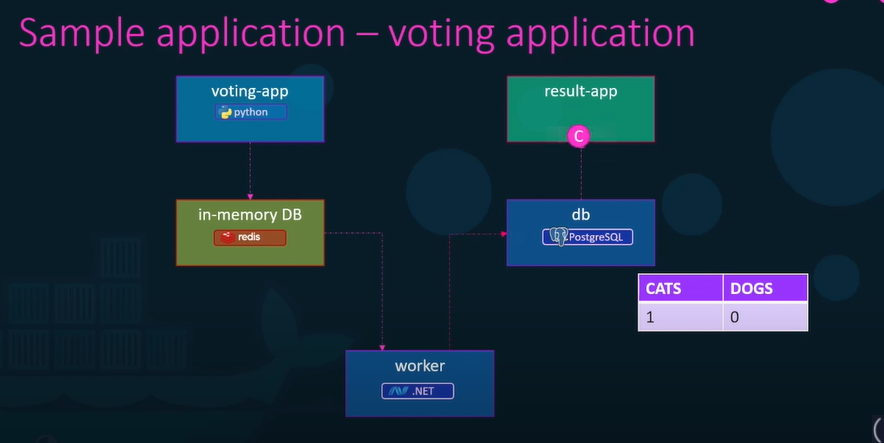 Sample application – voting application
voting-app
python
result-app
C
in-memory DB
redis
db
PostgreSQL
CATS DOGS
1 0
worker
.NET